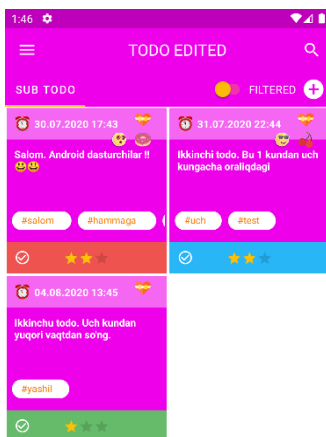 1:46
TODO EDITED
SUB TODO
FILTERED
30.07.2020 17:43
Salom. Android dasturchilar !!
#salom
#hammaga
31.07.2020 22:44
Ikkinchi todo. Bu 1 kundan uch
kungacha oraliqdagi
#uch
#test
04.08.2020 13:45
Ikkinchu todo. Uch kundan
yuqori vaqtdan so'ng.
#yashil